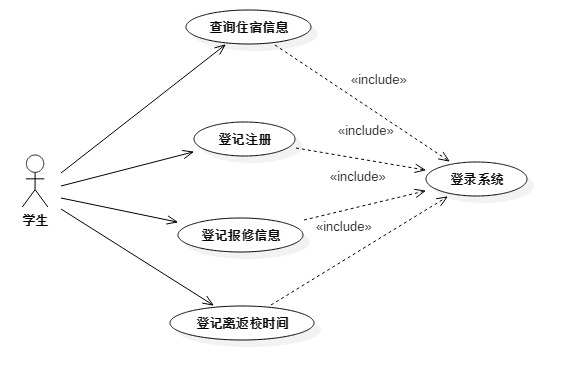 查询住宿信息
«include»
«include»
登记注册
«include»
登录系统
学生
«include»
登记报修信息
登记离返校时间